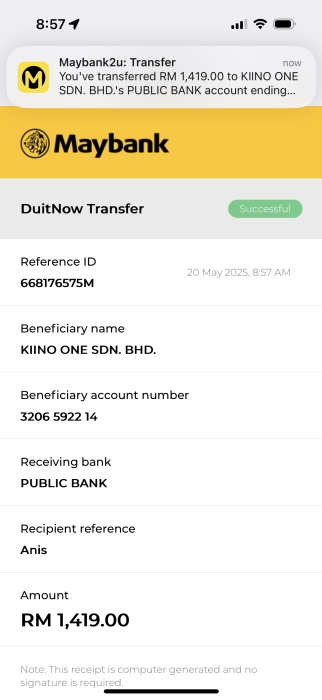 8:57
Maybank2u: Transfer
now
You've transferred RM 1,419.00 to KIINO ONE
SDN. BHD.'s PUBLIC BANK account ending...
Maybank
DuitNow Transfer
Successful
Reference ID
20 May 2025, 8:57 AM
668176575M
Beneficiary name
KIINO ONE SDN. BHD.
Beneficiary account number
3206 5922 14
Receiving bank
PUBLIC BANK
Recipient reference
Anis
Amount
RM 1,419.00
Note: This receipt is computer generated and no
signature is required.